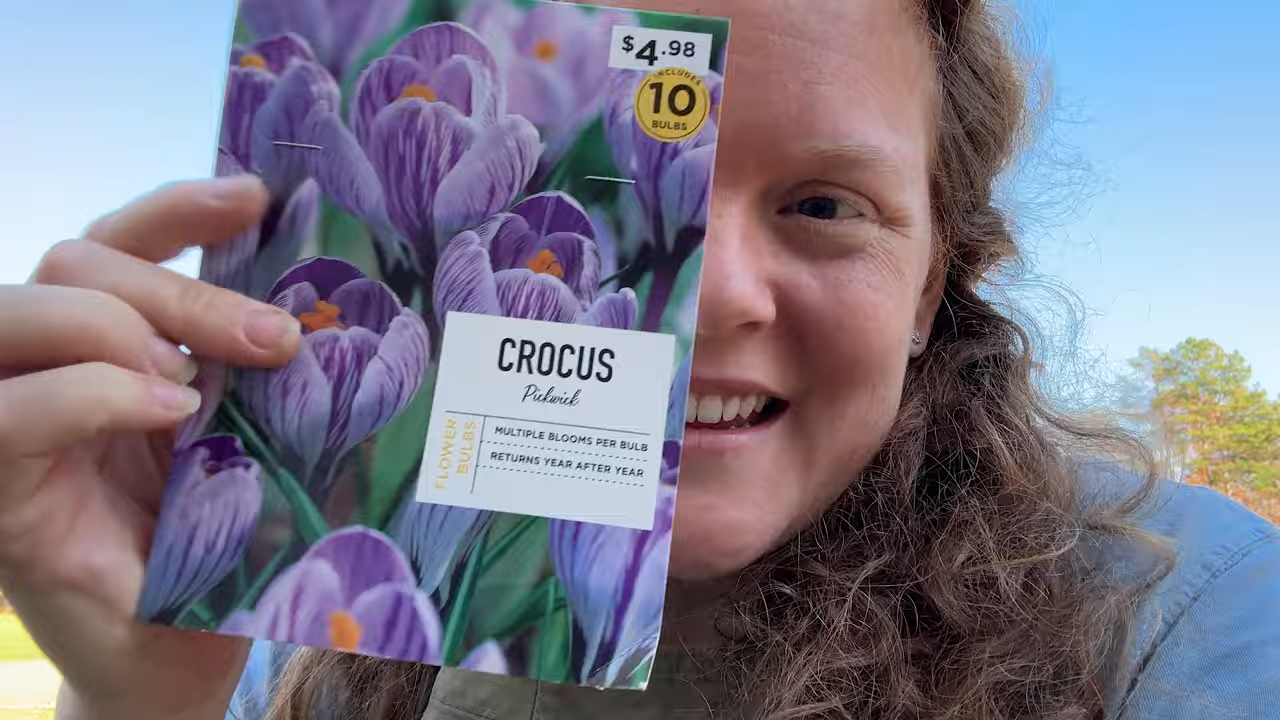 $4.98
INCLUDES
10
BULBS
CROCUS
Pickwick
FLOWER
BULBS
MULTIPLE BLOOMS PER BULB
RETURNS YEAR AFTER YEAR